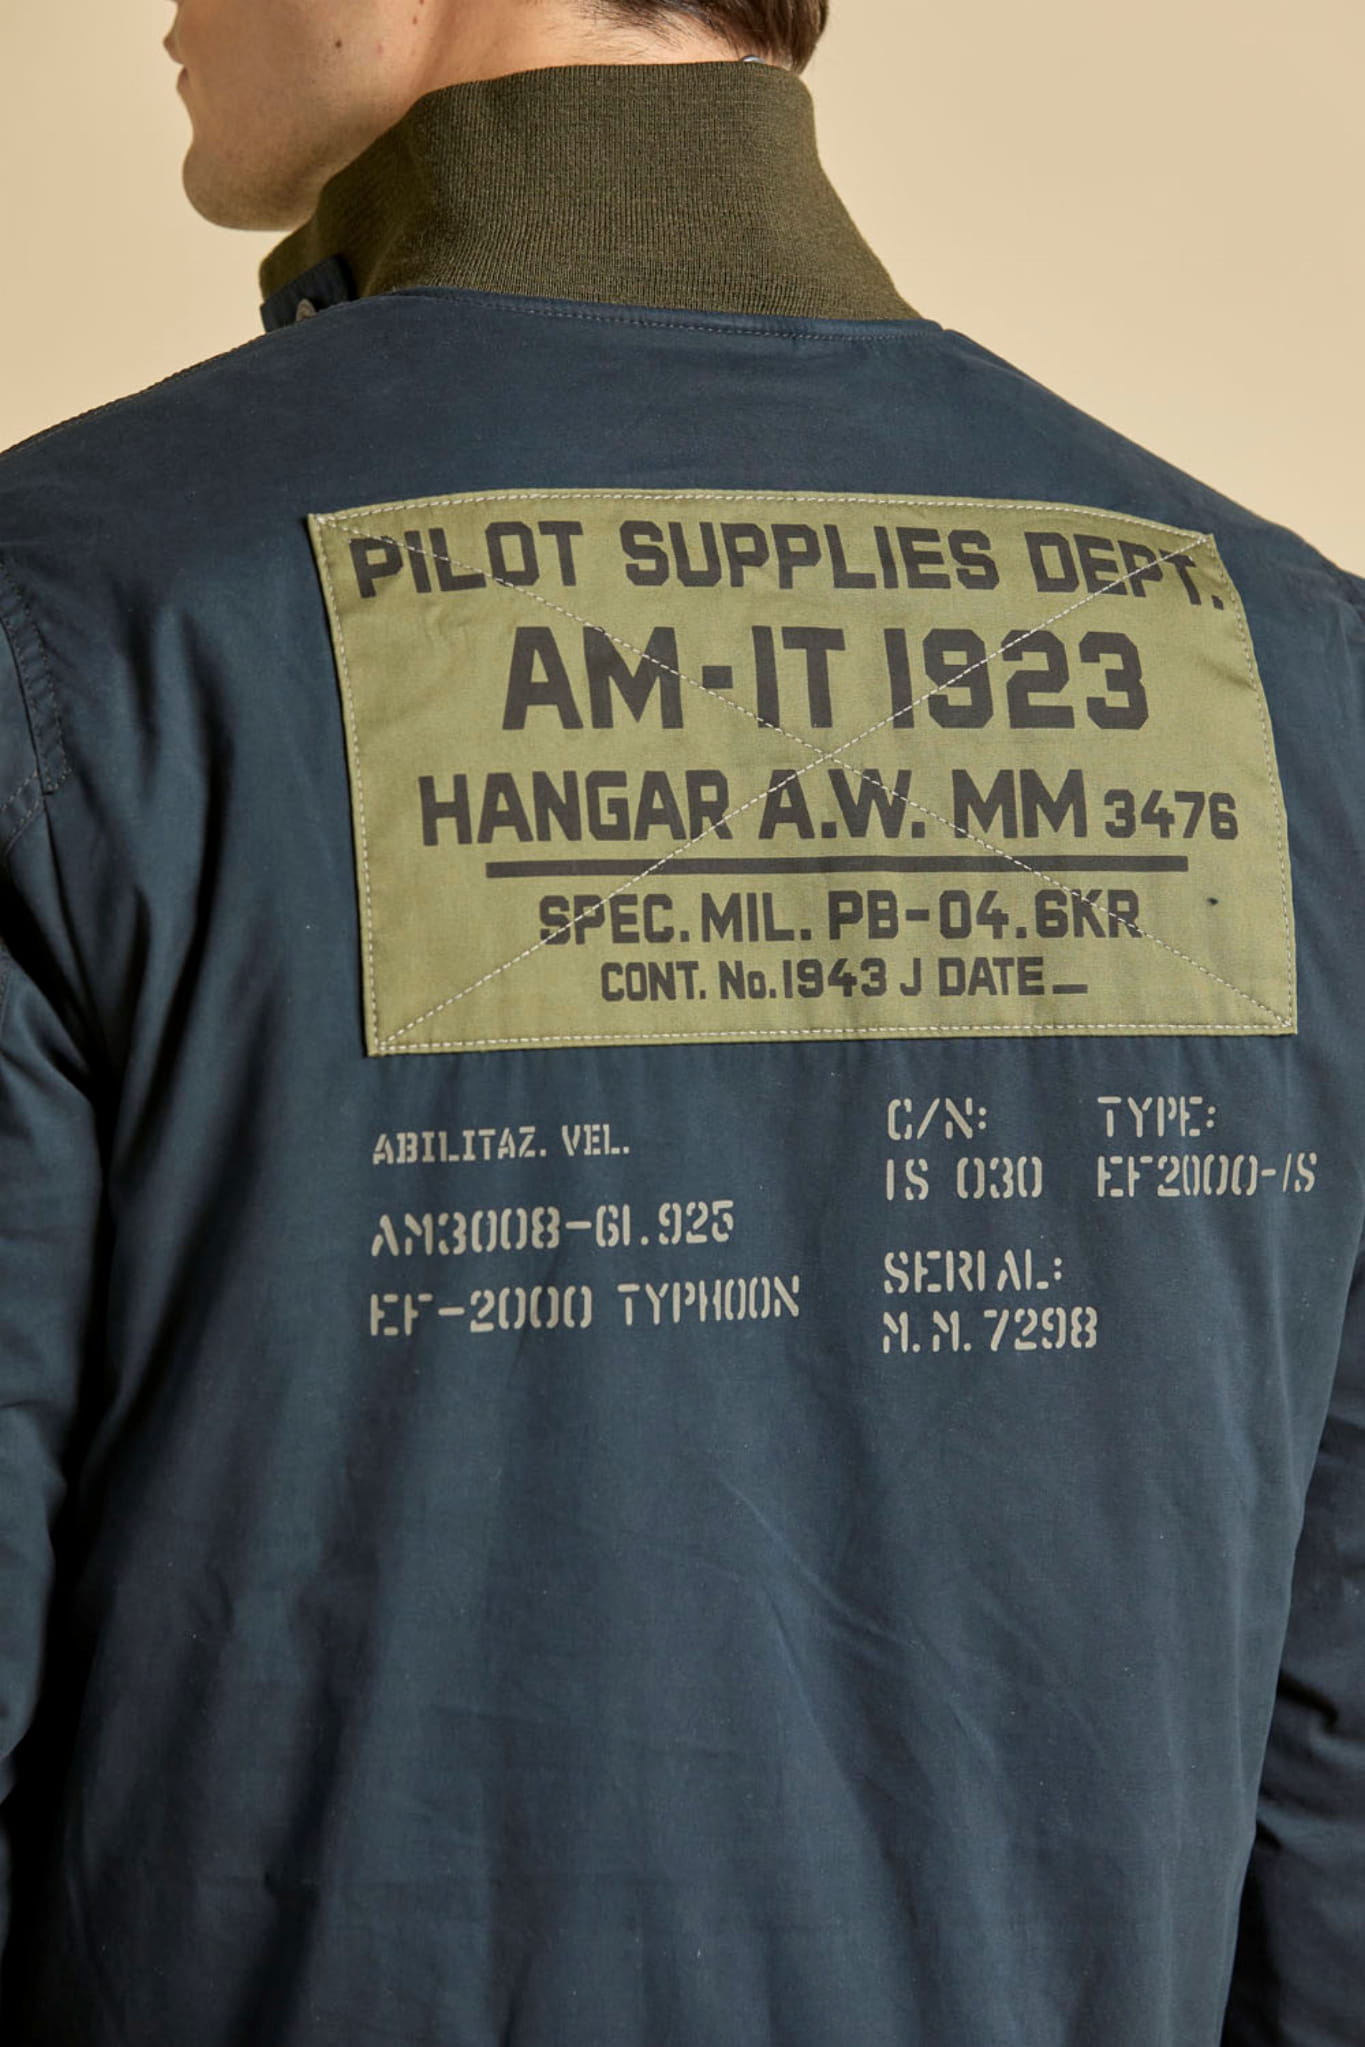 PILOT SUPPLIES DEPT.
AM-IT 1923
HANGAR A.W. MM 3476
SPEC. MIL. PB-04.6KR
CONT. No. 1943 J DATE_
ABILITAZ. VEL.
AM3008-GI.925
EF-2000 TYPHOON
C/N:
IS 030
TYPE:
EF2000-IS
SERIAL:
M.M. 7298